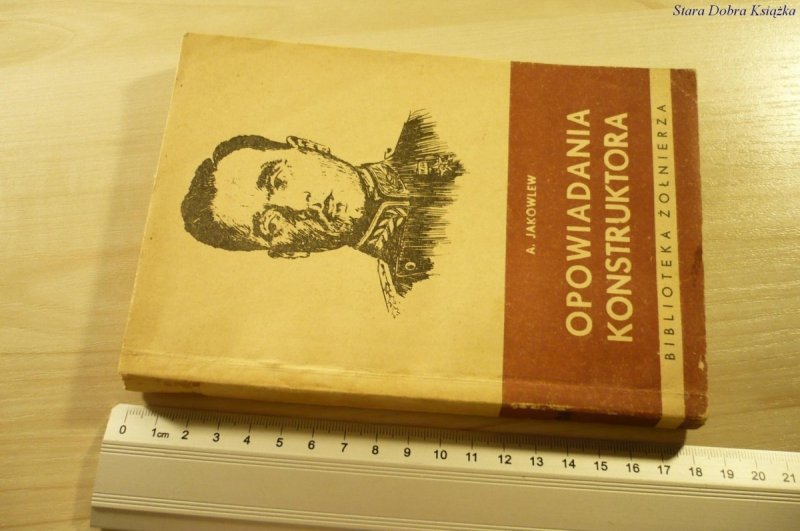 Stara Dobra Książka
A. JAKOWLEW
OPOWIADANIA
KONSTRUKTORA
BIBLIOTEKA ŻOŁNIERZA
0 1cm 2 3 4 5 6 7 8 9 10 11 12 13 14 15 16 17 18 19 20 21